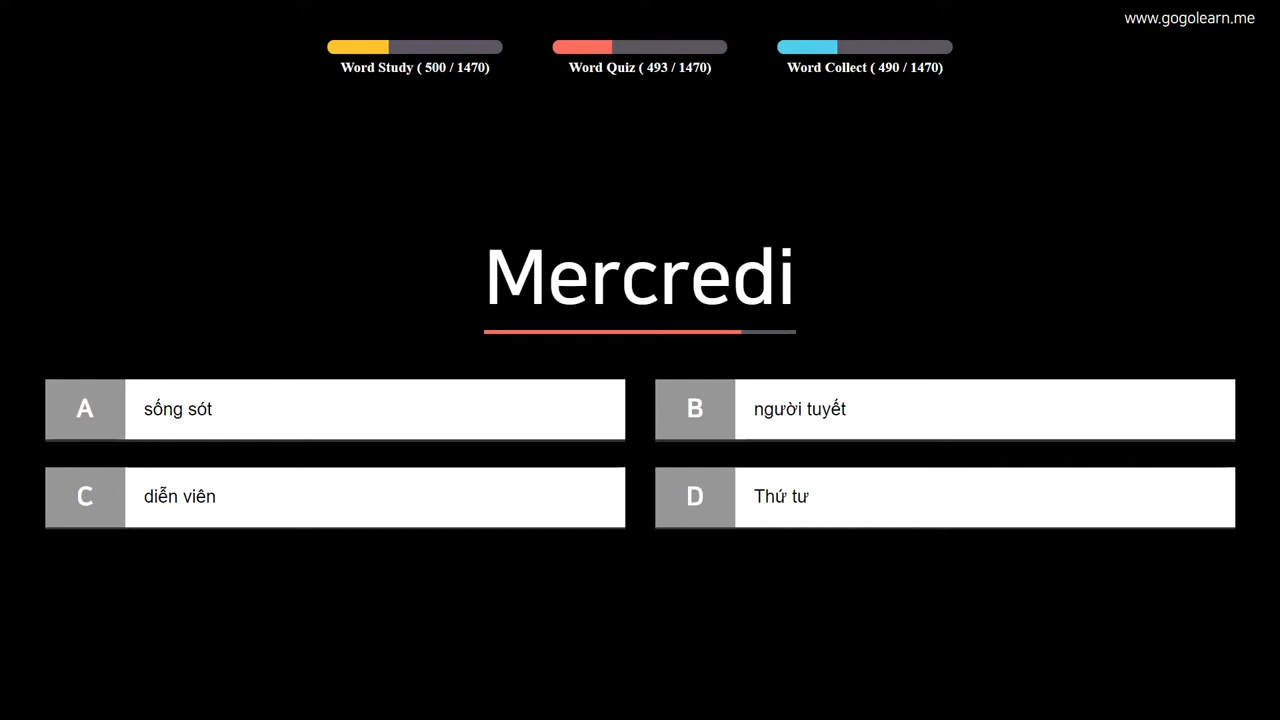 www.gogolearn.me
Word Study ( 500 / 1470)
Word Quiz ( 493 / 1470)
Word Collect ( 490 / 1470)
Mercredi
A sống sót
B người tuyết
C diễn viên
D Thứ tư